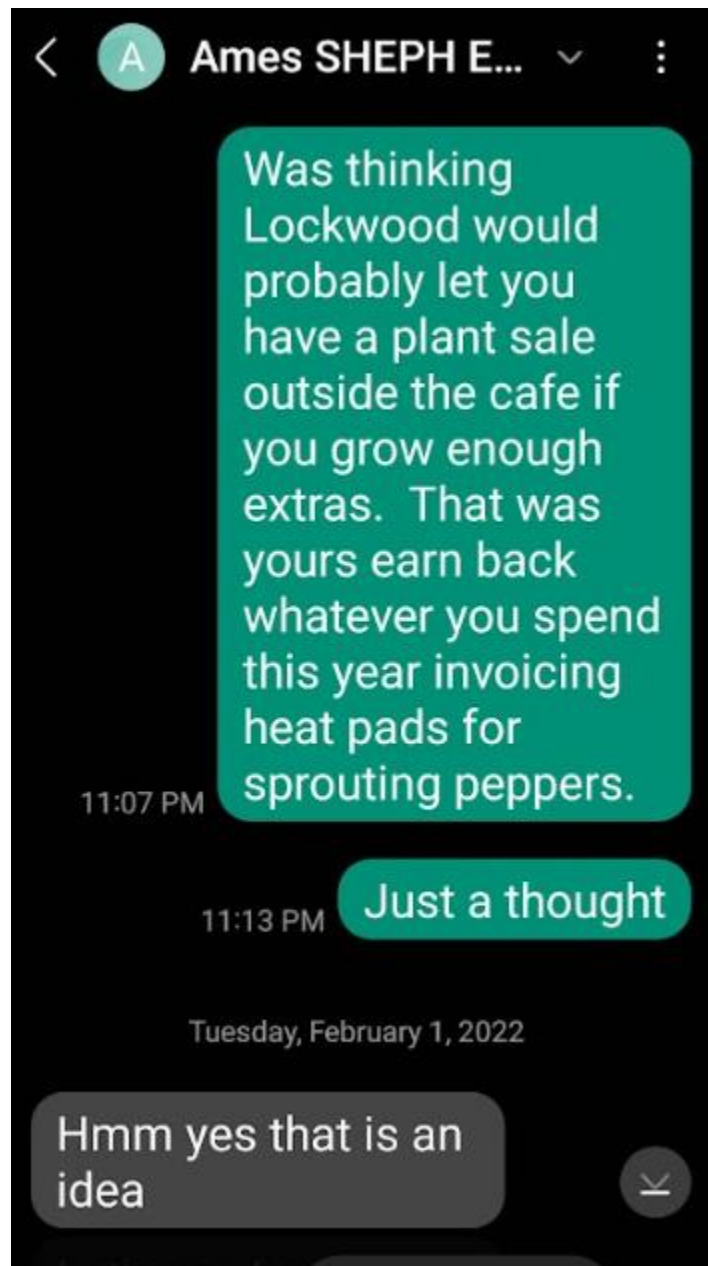 A Ames SHEPH E...
Was thinking
Lockwood would
probably let you
have a plant sale
outside the cafe if
you grow enough
extras.  That was
yours earn back
whatever you spend
this year invoicing
heat pads for
sprouting peppers.
11:07 PM
Just a thought
11:13 PM
Tuesday, February 1, 2022
Hmm yes that is an
idea